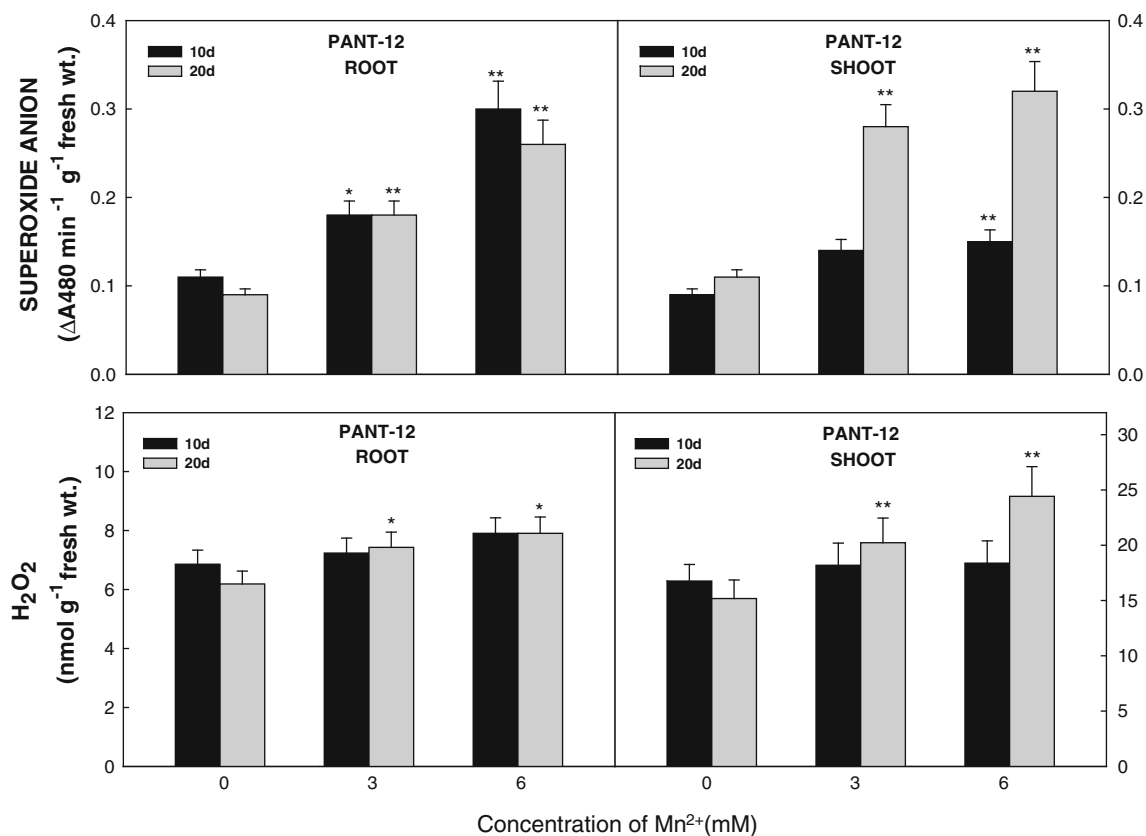 SUPEROXIDE ANION
(ΔA480 min⁻¹ g⁻¹ fresh wt.)
0.4
0.3
0.2
0.1
0.0
10d
20d
PANT-12
ROOT
*
**
**
**
10d
20d
PANT-12
SHOOT
**
**
**
0.4
0.3
0.2
0.1
0.0
H₂O₂
(nmol g⁻¹ fresh wt.)
12
10
8
6
4
2
0
10d
20d
PANT-12
ROOT
*
*
10d
20d
PANT-12
SHOOT
**
**
30
25
20
15
10
5
0
0 3 6 0 3 6
Concentration of Mn²⁺(mM)